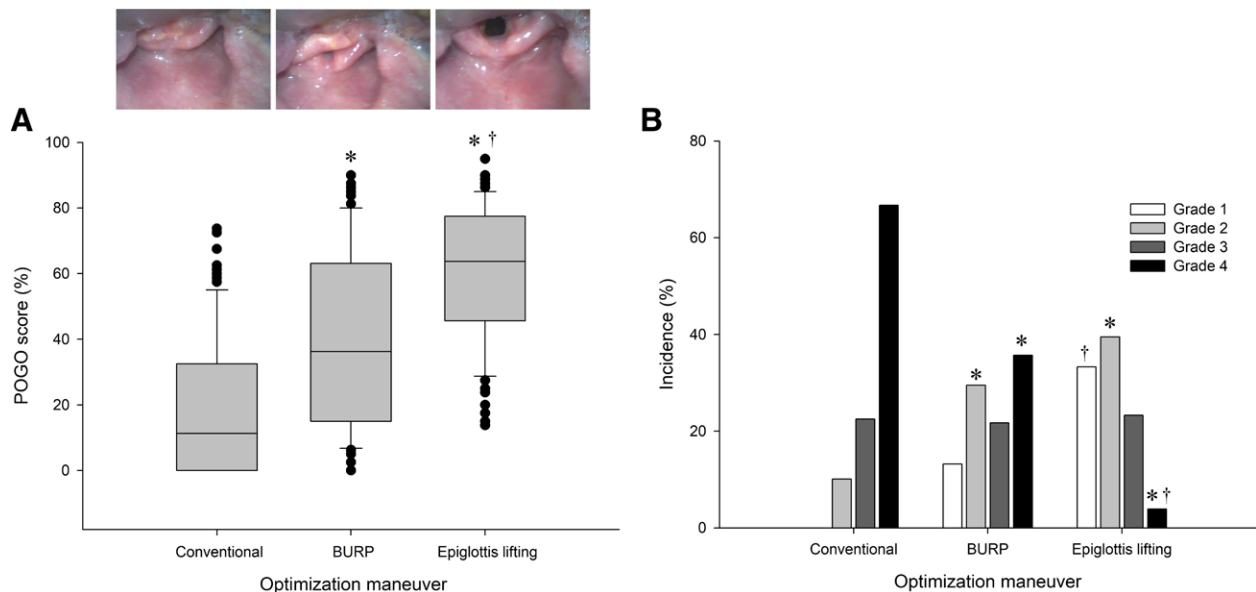 A
B
100
80
60
40
20
0
POGO score (%)
*
* †
Conventional
BURP
Epiglottis lifting
Optimization maneuver
80
60
40
20
0
Incidence (%)
Grade 1
Grade 2
Grade 3
Grade 4
*
*
†
*
* †
Conventional
BURP
Epiglottis lifting
Optimization maneuver